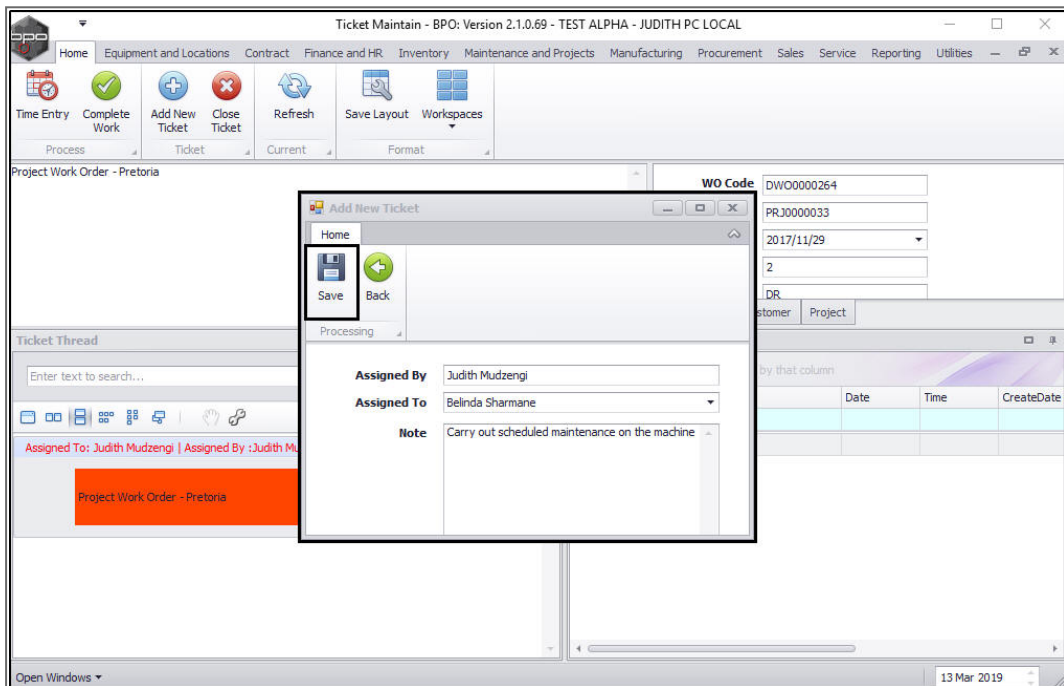 Ticket Maintain - BPO: Version 2.1.0.69 - TEST ALPHA - JUDITH PC LOCAL
bpo
Home Equipment and Locations Contract Finance and HR Inventory Maintenance and Projects Manufacturing Procurement Sales Service Reporting Utilities
Time Entry Complete Work Add New Ticket Close Ticket Refresh Save Layout Workspaces
Process Ticket Current Format
Project Work Order - Pretoria
WO Code DWO0000264
PRJ0000033
2017/11/29
2
DR
stomer Project
Add New Ticket
Home
Save Back
Processing
Assigned By Judith Mudzengi
Assigned To Belinda Sharmane
Note Carry out scheduled maintenance on the machine
Ticket Thread
Enter text to search...
by that column
Date Time CreateDate
Assigned To: Judith Mudzengi | Assigned By :Judith Mu
Project Work Order - Pretoria
Open Windows
13 Mar 2019